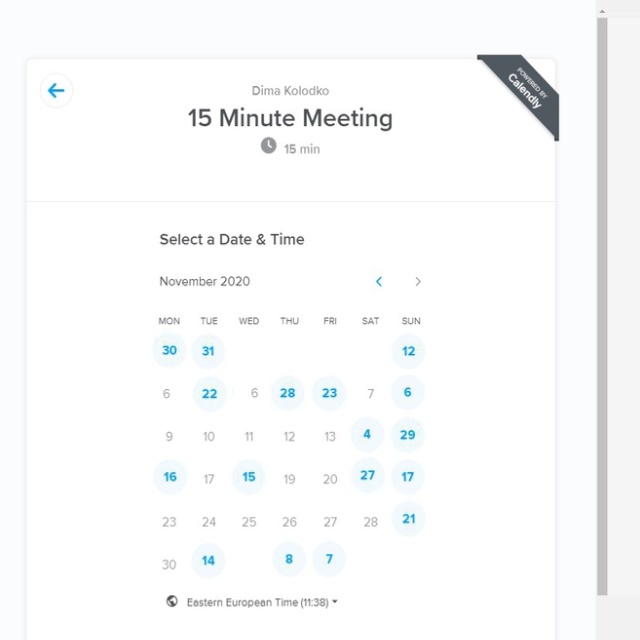 Dima Kolodko
15 Minute Meeting
15 min
POWERED BY
Calendly
Select a Date & Time
November 2020
MON TUE WED THU FRI SAT SUN
30 31 12
6 22 6 28 23 7 6
9 10 11 12 13 4 29
16 17 15 19 20 27 17
23 24 25 26 27 28 21
30 14 8 7
Eastern European Time (11:38)